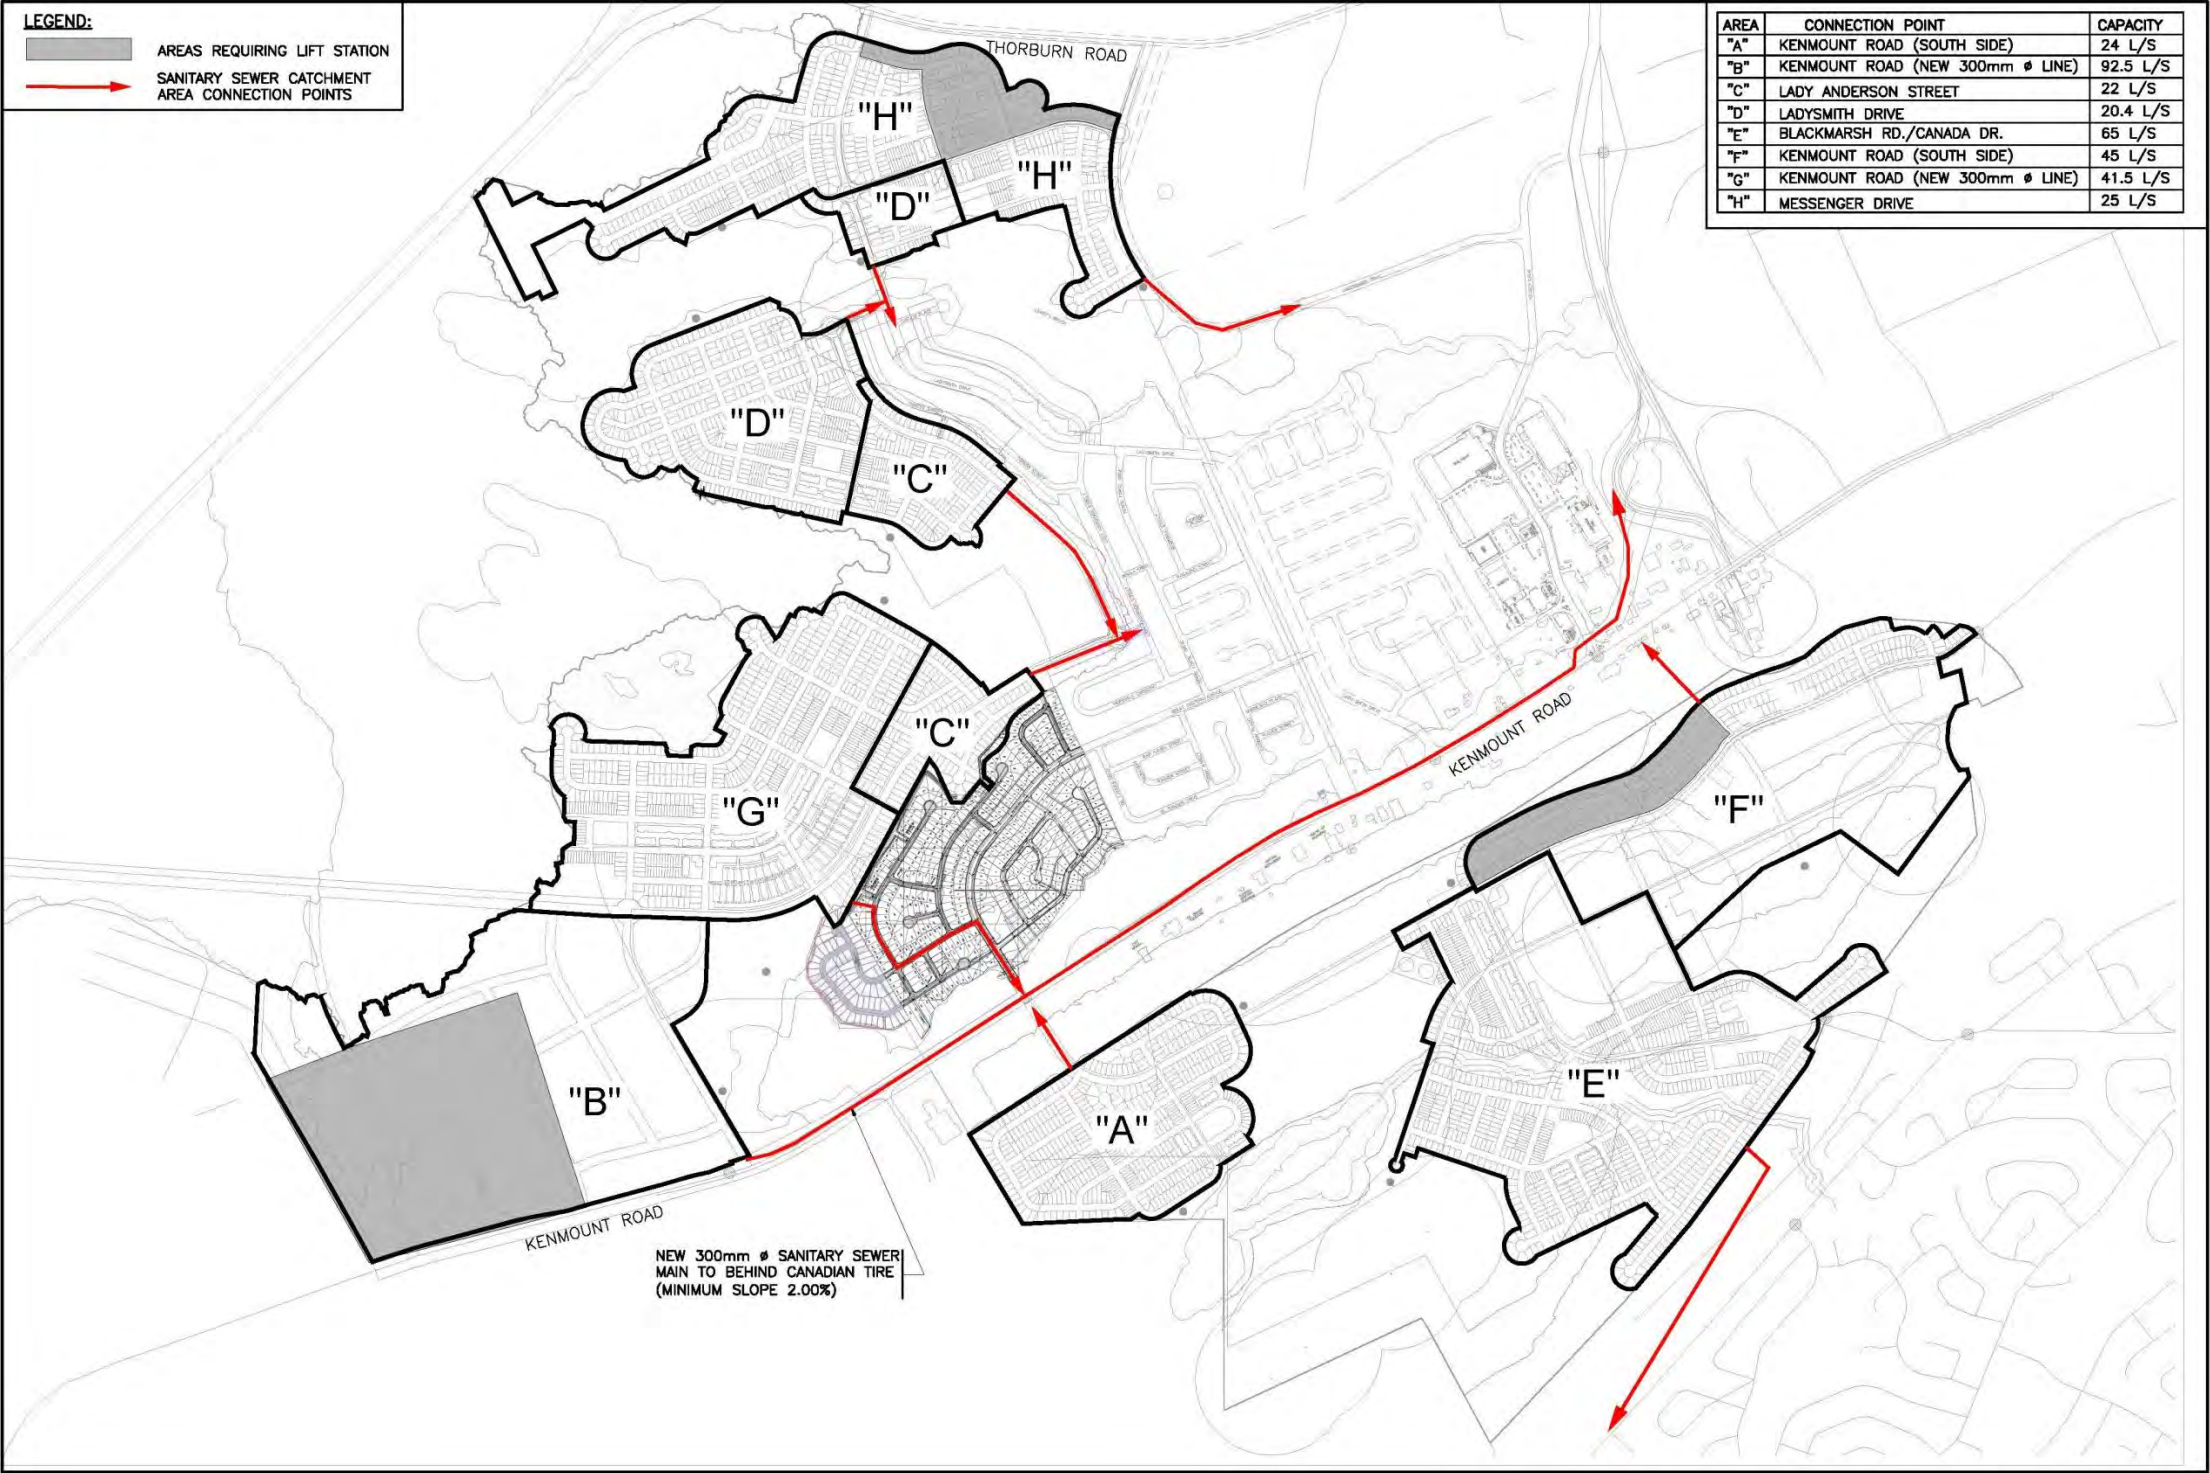 LEGEND:
AREAS REQUIRING LIFT STATION
SANITARY SEWER CATCHMENT
AREA CONNECTION POINTS
AREA CONNECTION POINT CAPACITY
"A" KENMOUNT ROAD (SOUTH SIDE) 24 L/S
"B" KENMOUNT ROAD (NEW 300mm ø LINE) 92.5 L/S
"C" LADY ANDERSON STREET 22 L/S
"D" LADYSMITH DRIVE 20.4 L/S
"E" BLACKMARSH RD./CANADA DR. 65 L/S
"F" KENMOUNT ROAD (SOUTH SIDE) 45 L/S
"G" KENMOUNT ROAD (NEW 300mm ø LINE) 41.5 L/S
"H" MESSENGER DRIVE 25 L/S
THORBURN ROAD
"H"
"H"
"D"
"D"
"C"
"C"
"G"
KENMOUNT ROAD
"F"
"E"
"B"
"A"
KENMOUNT ROAD
NEW 300mm ø SANITARY SEWER
MAIN TO BEHIND CANADIAN TIRE
(MINIMUM SLOPE 2.00%)